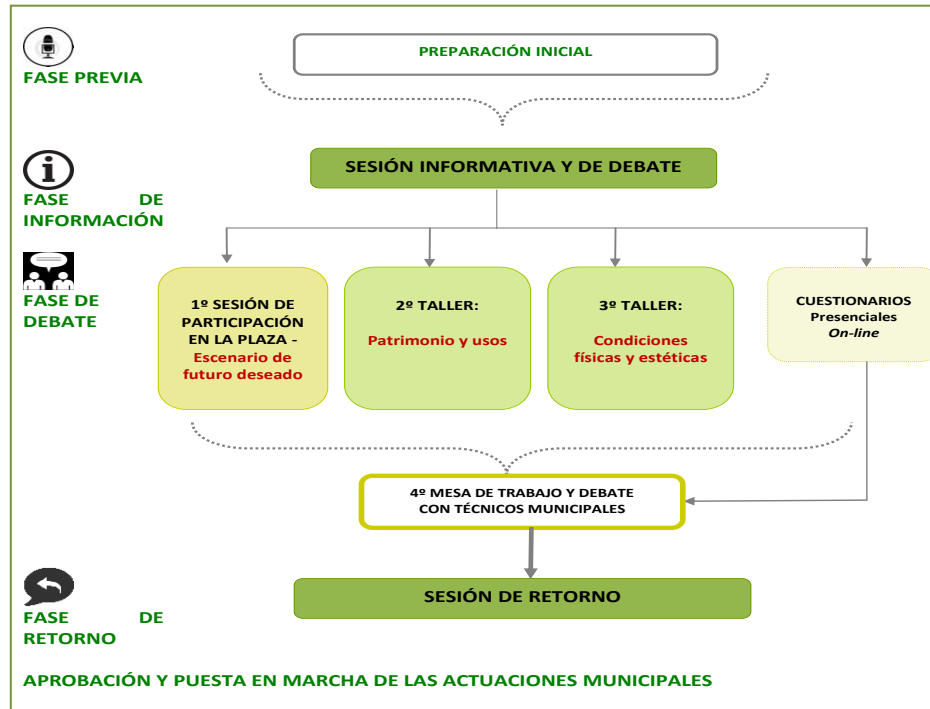 PREPARACIÓN INICIAL
FASE PREVIA
SESIÓN INFORMATIVA Y DE DEBATE
FASE DE
INFORMACIÓN
FASE DE
DEBATE
1º SESIÓN DE
PARTICIPACIÓN
EN LA PLAZA -
Escenario de
futuro deseado
2º TALLER:
Patrimonio y usos
3º TALLER:
Condiciones
físicas y estéticas
CUESTIONARIOS
Presenciales
On-line
4º MESA DE TRABAJO Y DEBATE
CON TÉCNICOS MUNICIPALES
SESIÓN DE RETORNO
FASE DE
RETORNO
APROBACIÓN Y PUESTA EN MARCHA DE LAS ACTUACIONES MUNICIPALES